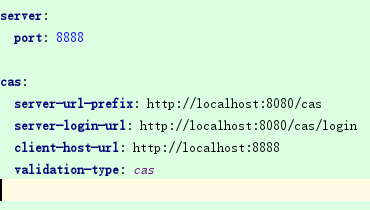 server:
  port: 8888

cas:
  server-url-prefix: http://localhost:8080/cas
  server-login-url: http://localhost:8080/cas/login
  client-host-url: http://localhost:8888
  validation-type: cas